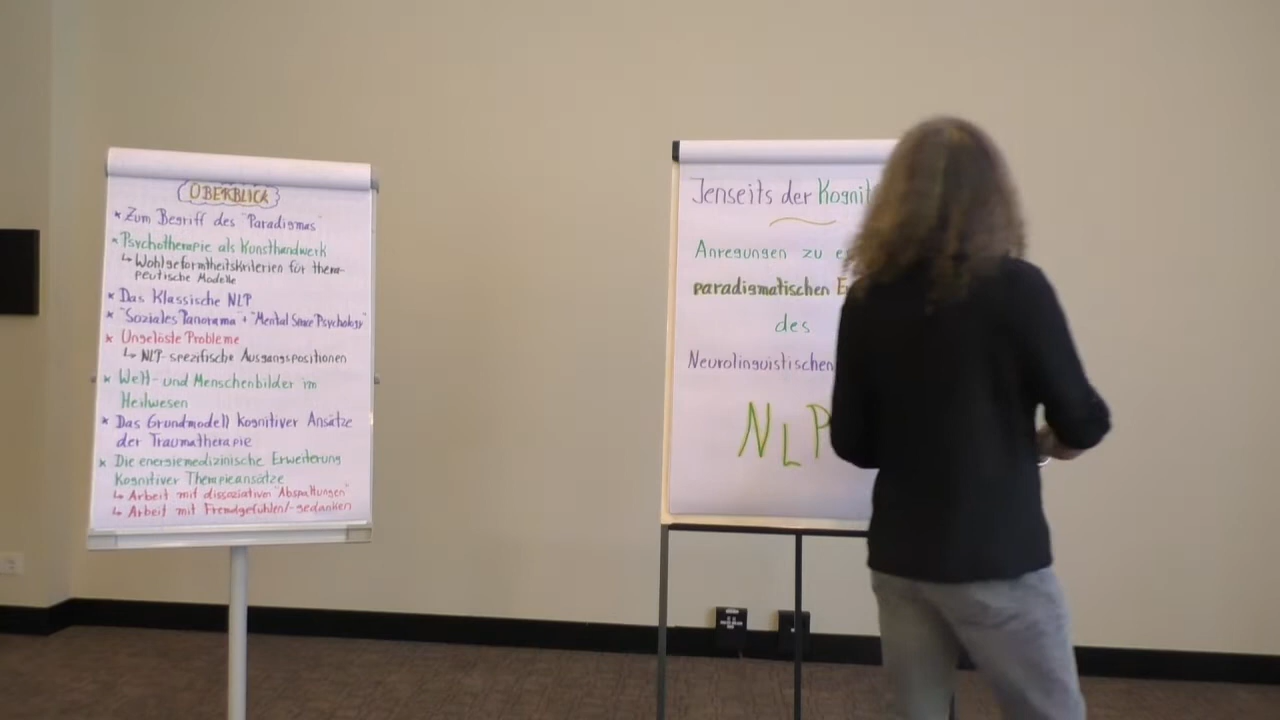 ÜBERBLICK
* Zum Begriff des "Paradigmas"
* Psychotherapie als Kunsthandwerk
↳ Wohlgeformtheitskriterien für thera-
peutische Modelle
* Das Klassische NLP
* "Soziales Panorama" + "Mental Space Psychology"
* Ungelöste Probleme
↳ NLP-spezifische Ausgangspositionen
* Welt- und Menschenbilder im
Heilwesen
* Das Grundmodell Kognitiver Ansätze
der Traumatherapie
* Die energiemedizinische Erweiterung
Kognitiver Therapieansätze
↳ Arbeit mit dissoziativen "Abspaltungen"
↳ Arbeit mit Fremdgefühlen/-gedanken
Jenseits der Kognit
Anregungen zu e
paradigmatischen E
des
Neurolinguistischen
NLP